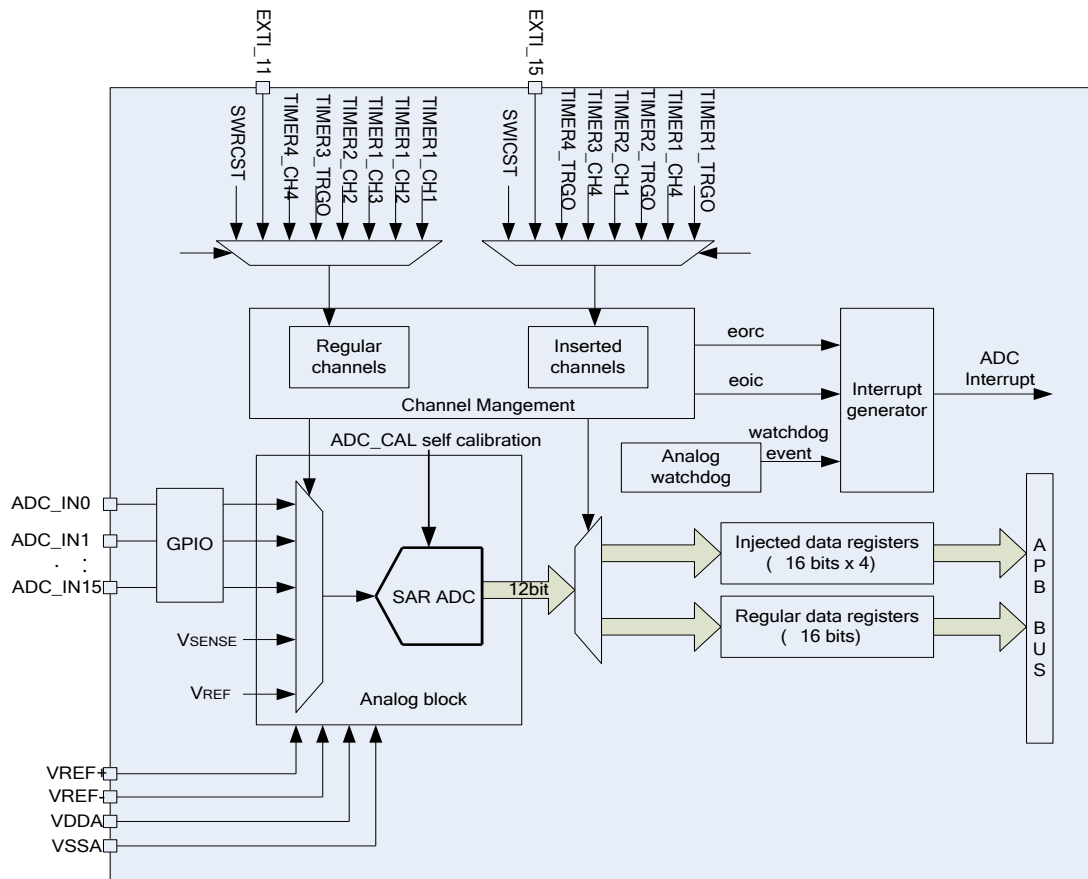 EXTI_11
EXTI_15
SWRCST
TIMER4_CH4
TIMER3_TRGO
TIMER2_CH2
TIMER1_CH3
TIMER1_CH2
TIMER1_CH1
SWICST
TIMER4_TRGO
TIMER3_CH4
TIMER2_CH1
TIMER2_TRGO
TIMER1_CH4
TIMER1_TRGO
Regular
channels
Inserted
channels
Channel Mangement
eorc
eoic
Interrupt
generator
ADC
Interrupt
Analog
watchdog
watchdog
event
ADC_CAL self calibration
ADC_IN0
ADC_IN1
. .
ADC_IN15
GPIO
VSENSE
VREF
SAR ADC
12bit
Analog block
Injected data registers
( 16 bits x 4)
Regular data registers
( 16 bits)
A
P
B
B
U
S
VREF+
VREF-
VDDA
VSSA